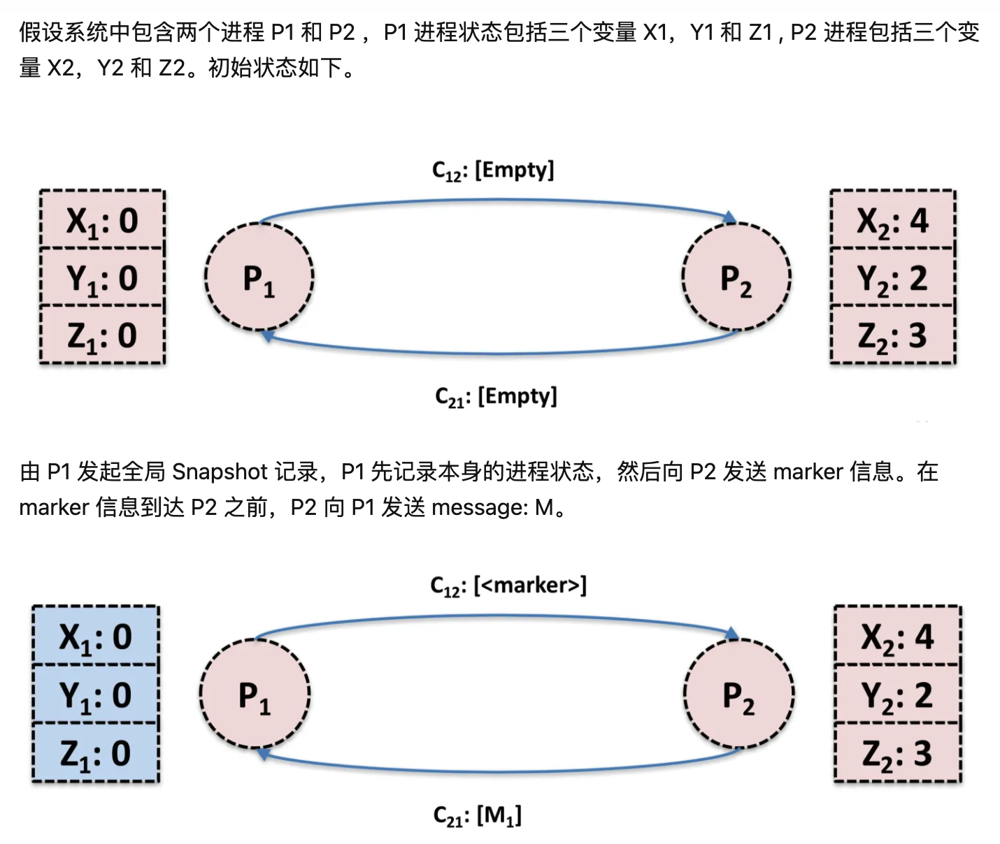 假设系统中包含两个进程 P1 和 P2 ，P1 进程状态包括三个变量 X1，Y1 和 Z1 , P2 进程包括三个变
量 X2，Y2 和 Z2。初始状态如下。
C₁₂: [Empty]
X₁: 0
Y₁: 0
Z₁: 0
P₁
P₂
X₂: 4
Y₂: 2
Z₂: 3
C₂₁: [Empty]
由 P1 发起全局 Snapshot 记录，P1 先记录本身的进程状态，然后向 P2 发送 marker 信息。在
marker 信息到达 P2 之前，P2 向 P1 发送 message: M。
C₁₂: [<marker>]
X₁: 0
Y₁: 0
Z₁: 0
P₁
P₂
X₂: 4
Y₂: 2
Z₂: 3
C₂₁: [M₁]